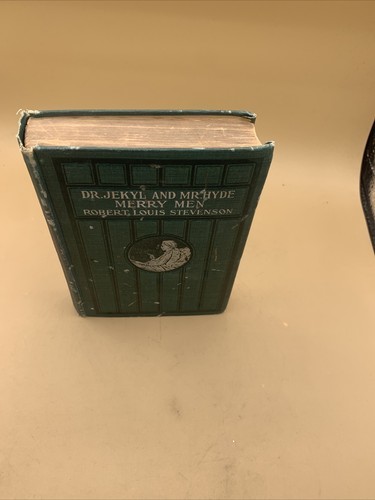 DR. JEKYL AND MR. HYDE
MERRY MEN
ROBERT LOUIS STEVENSON